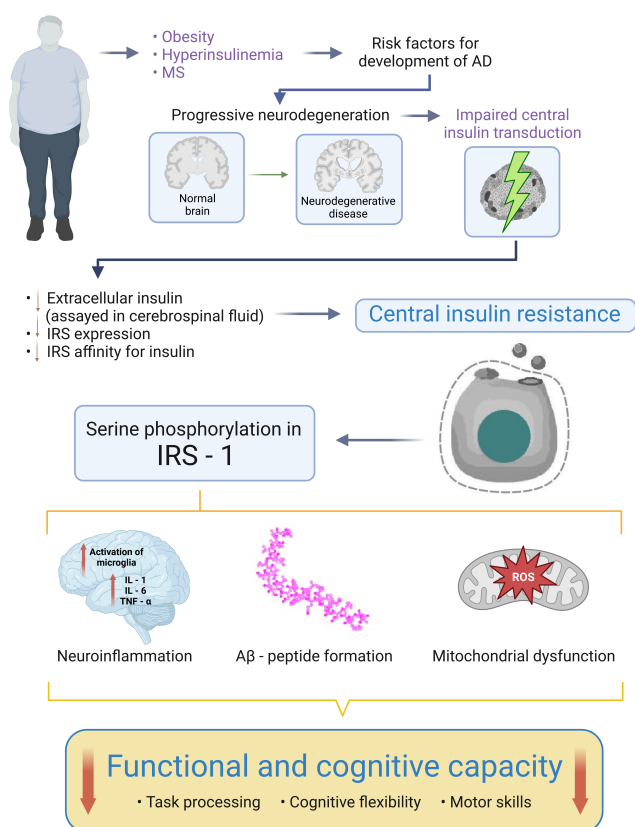 • Obesity
• Hyperinsulinemia
• MS
Risk factors for
development of AD
Progressive neurodegeneration
Impaired central
insulin transduction
Normal
brain
Neurodegenerative
disease
• Extracellular insulin
(assayed in cerebrospinal fluid)
• IRS expression
• IRS affinity for insulin
Central insulin resistance
Serine phosphorylation in
IRS - 1
Activation of
microglia
IL - 1
IL - 6
TNF - α
ROS
Neuroinflammation
Aβ - peptide formation
Mitochondrial dysfunction
Functional and cognitive capacity
• Task processing • Cognitive flexibility • Motor skills